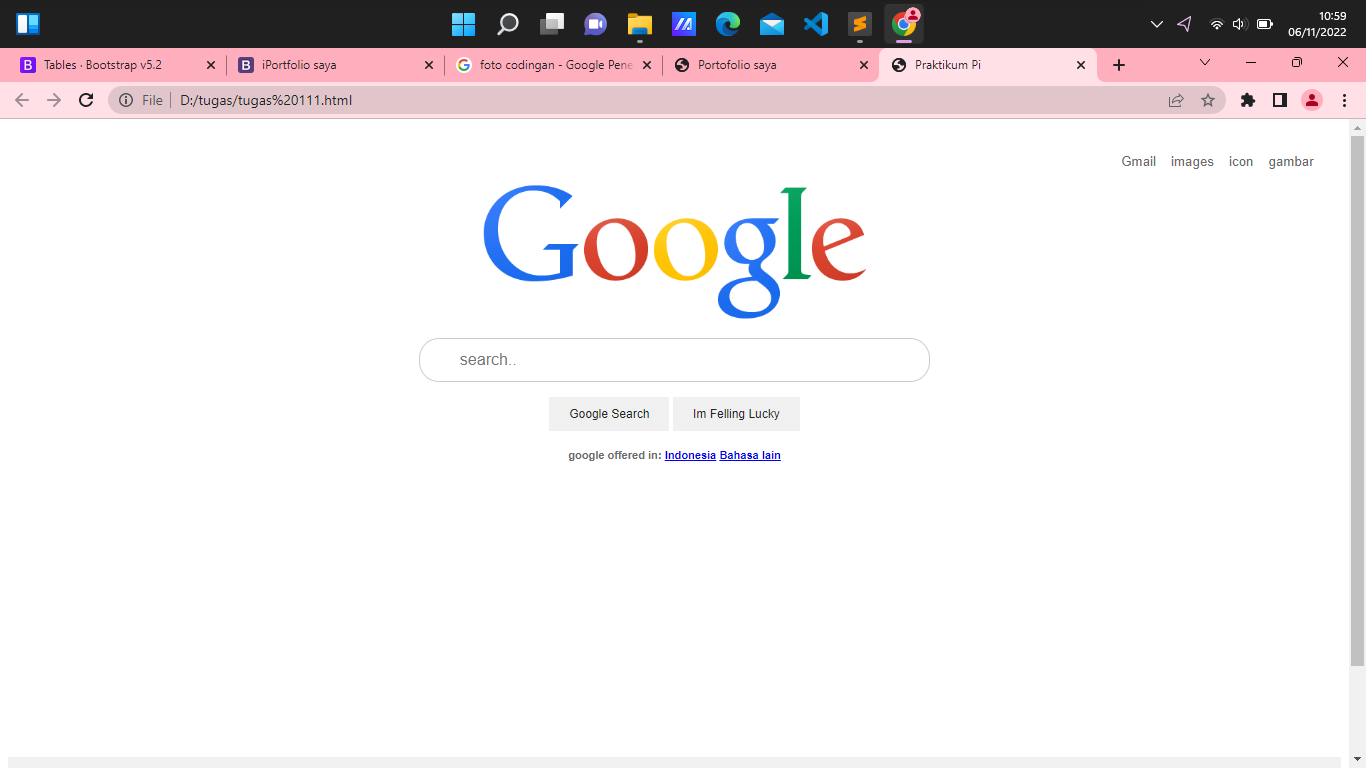 10:59
06/11/2022
Tables · Bootstrap v5.2
iPortfolio saya
foto codingan - Google Pene
Portofolio saya
Praktikum Pi
File D:/tugas/tugas%20111.html
Gmail images icon gambar
Google
search..
Google Search Im Felling Lucky
google offered in: Indonesia Bahasa lain